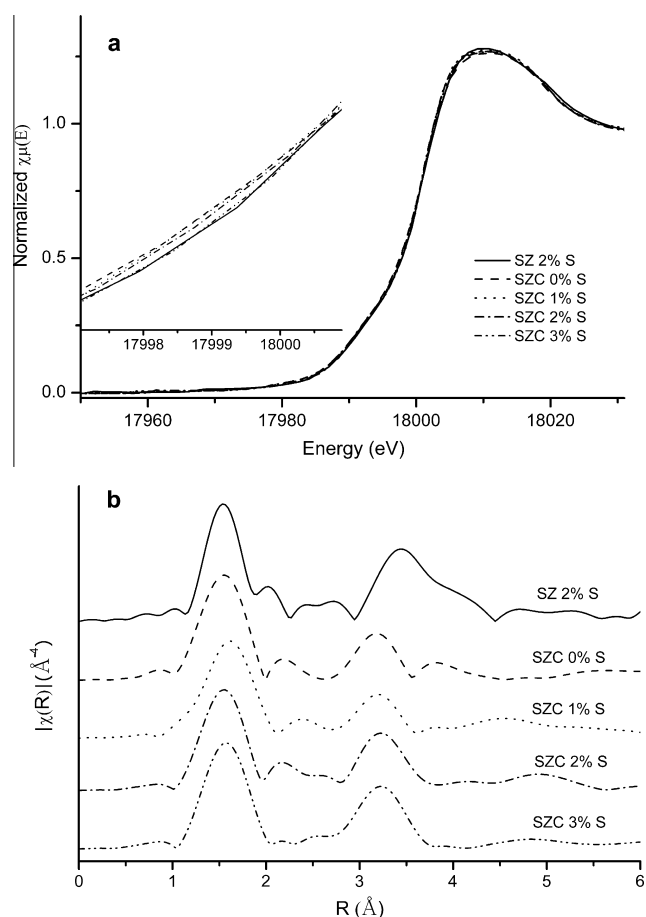 a
Normalized χμ(E)
1.0
0.5
0.0
17998 17999 18000
SZ 2% S
SZC 0% S
SZC 1% S
SZC 2% S
SZC 3% S
17960 17980 18000 18020
Energy (eV)
b
|χ(R)| (Å-4)
SZ 2% S
SZC 0% S
SZC 1% S
SZC 2% S
SZC 3% S
0 1 2 3 4 5 6
R (Å)